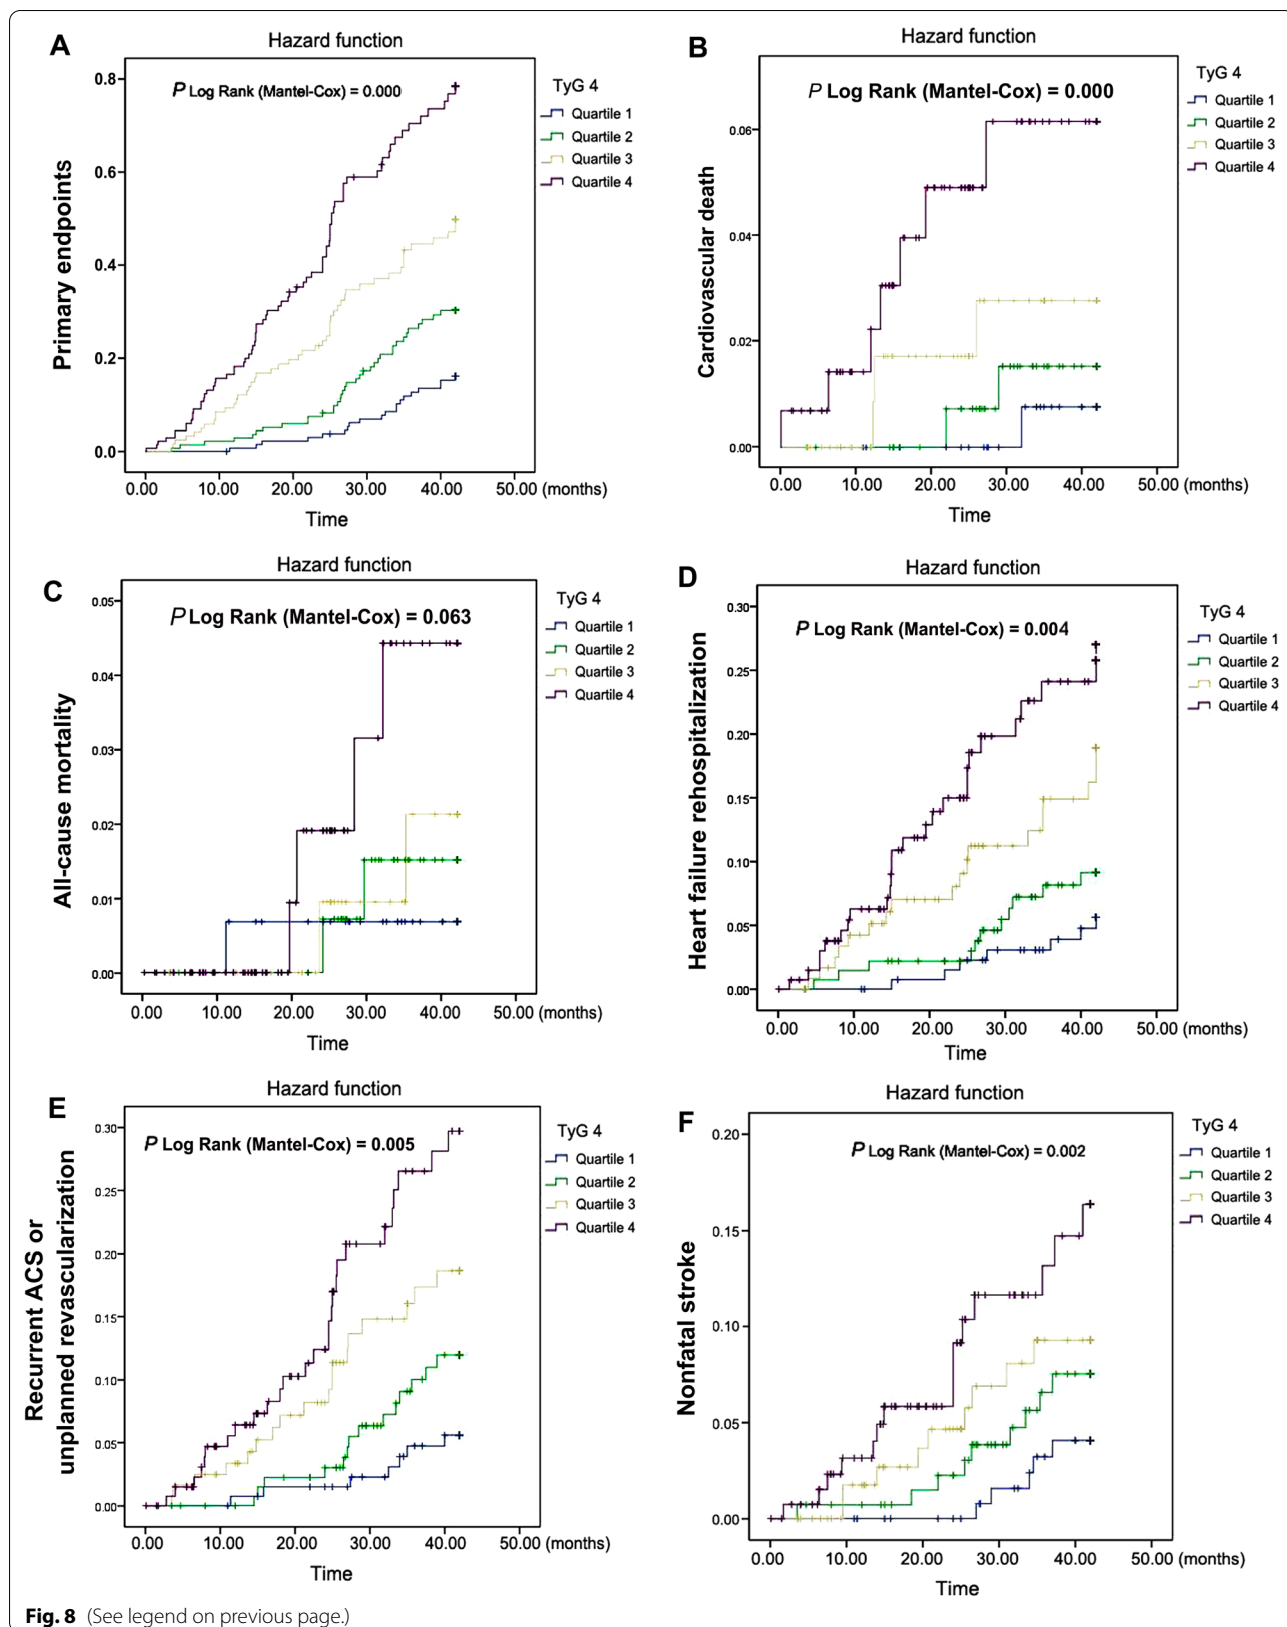 A
Hazard function
P Log Rank (Mantel-Cox) = 0.000
Primary endpoints
0.8
0.6
0.4
0.2
0.0
0.00 10.00 20.00 30.00 40.00 50.00 (months)
Time
TyG 4
Quartile 1
Quartile 2
Quartile 3
Quartile 4
B
Hazard function
P Log Rank (Mantel-Cox) = 0.000
Cardiovascular death
0.06
0.04
0.02
0.00
0.00 10.00 20.00 30.00 40.00 50.00 (months)
Time
TyG 4
Quartile 1
Quartile 2
Quartile 3
Quartile 4
C
Hazard function
P Log Rank (Mantel-Cox) = 0.063
All-cause mortality
0.05
0.04
0.03
0.02
0.01
0.00
0.00 10.00 20.00 30.00 40.00 50.00 (months)
Time
TyG 4
Quartile 1
Quartile 2
Quartile 3
Quartile 4
D
Hazard function
P Log Rank (Mantel-Cox) = 0.004
Heart failure rehospitalization
0.30
0.25
0.20
0.15
0.10
0.05
0.00
0.00 10.00 20.00 30.00 40.00 50.00 (months)
Time
TyG 4
Quartile 1
Quartile 2
Quartile 3
Quartile 4
E
Hazard function
P Log Rank (Mantel-Cox) = 0.005
Recurrent ACS or
unplanned revascularization
0.30
0.25
0.20
0.15
0.10
0.05
0.00
0.00 10.00 20.00 30.00 40.00 50.00 (months)
Time
TyG 4
Quartile 1
Quartile 2
Quartile 3
Quartile 4
F
Hazard function
P Log Rank (Mantel-Cox) = 0.002
Nonfatal stroke
0.20
0.15
0.10
0.05
0.00
0.00 10.00 20.00 30.00 40.00 50.00 (months)
Time
TyG 4
Quartile 1
Quartile 2
Quartile 3
Quartile 4
Fig. 8 (See legend on previous page.)